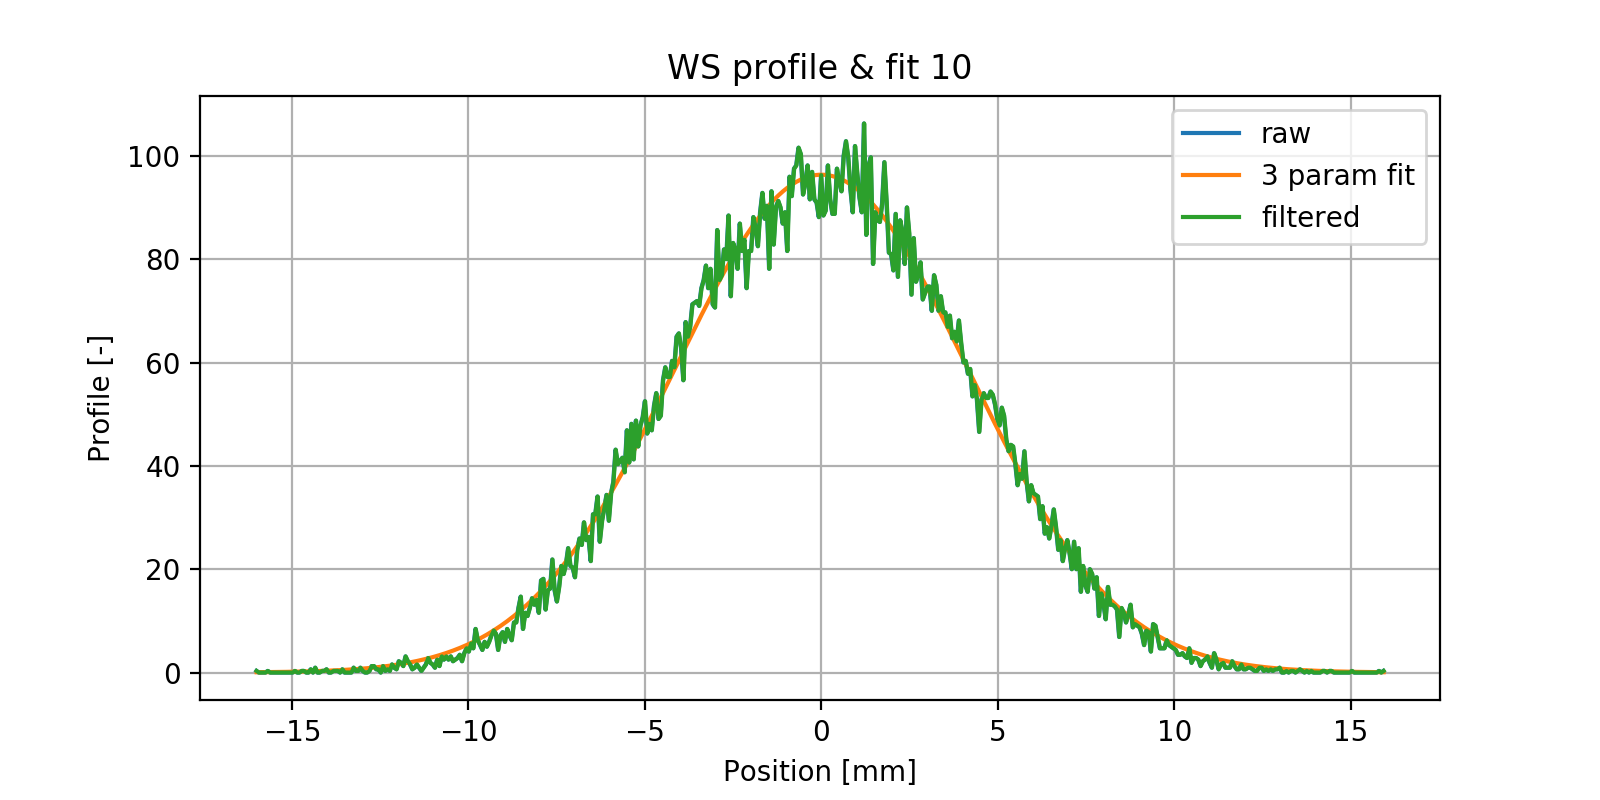 WS profile & fit 10
raw
3 param fit
filtered
100
80
60
40
20
0
Profile [-]
−15 −10 −5 0 5 10 15
Position [mm]